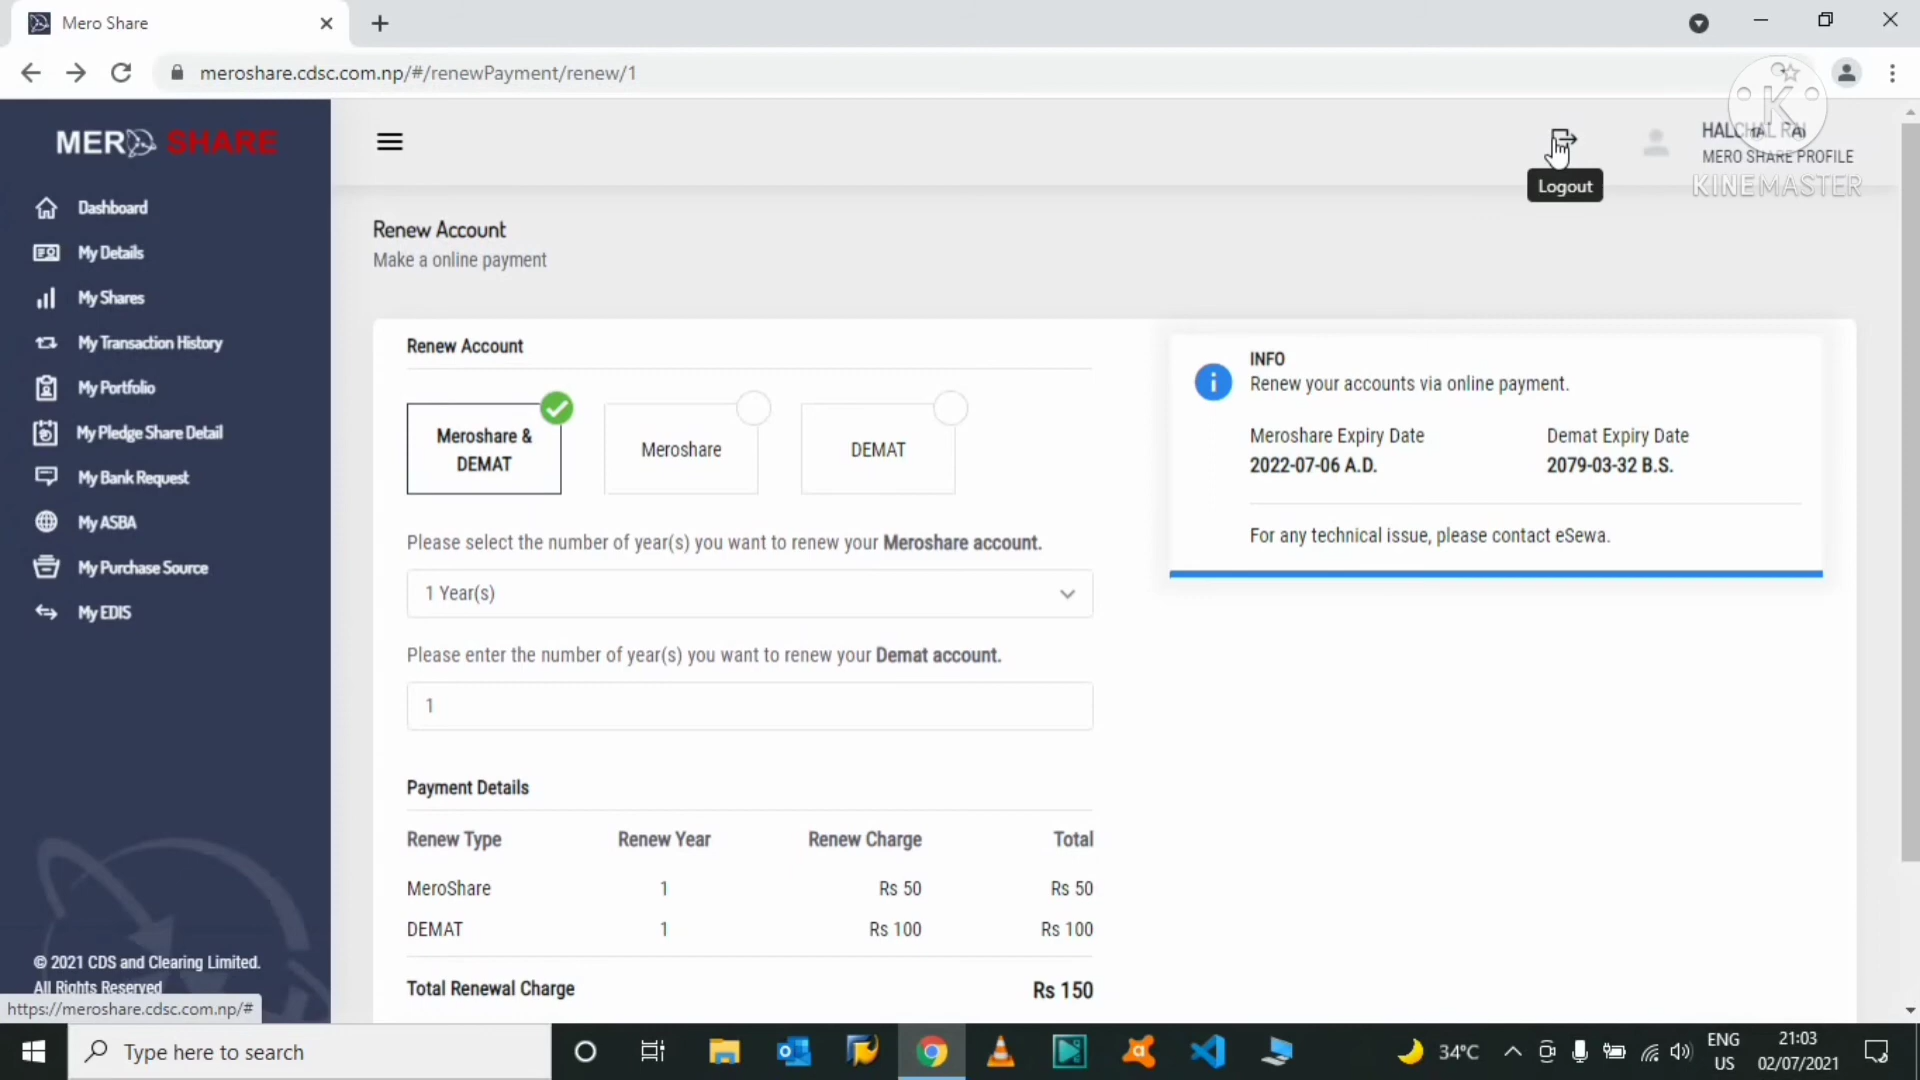 Mero Share
meroshare.cdsc.com.np/#/renewPayment/renew/1
MERO SHARE
HALCHAL RAI
MERO SHARE PROFILE
K
KINEMASTER
Logout
Dashboard
My Details
My Shares
My Transaction History
My Portfolio
My Pledge Share Detail
My Bank Request
My ASBA
My Purchase Source
My EDIS
© 2021 CDS and Clearing Limited.
All Rights Reserved
https://meroshare.cdsc.com.np/#
Renew Account
Make a online payment
Renew Account
Meroshare &
DEMAT
Meroshare
DEMAT
Please select the number of year(s) you want to renew your Meroshare account.
1 Year(s)
Please enter the number of year(s) you want to renew your Demat account.
1
Payment Details
Renew Type Renew Year Renew Charge Total
MeroShare 1 Rs 50 Rs 50
DEMAT 1 Rs 100 Rs 100
Total Renewal Charge Rs 150
INFO
Renew your accounts via online payment.
Meroshare Expiry Date Demat Expiry Date
2022-07-06 A.D. 2079-03-32 B.S.
For any technical issue, please contact eSewa.
Type here to search
34°C
ENG
US
21:03
02/07/2021